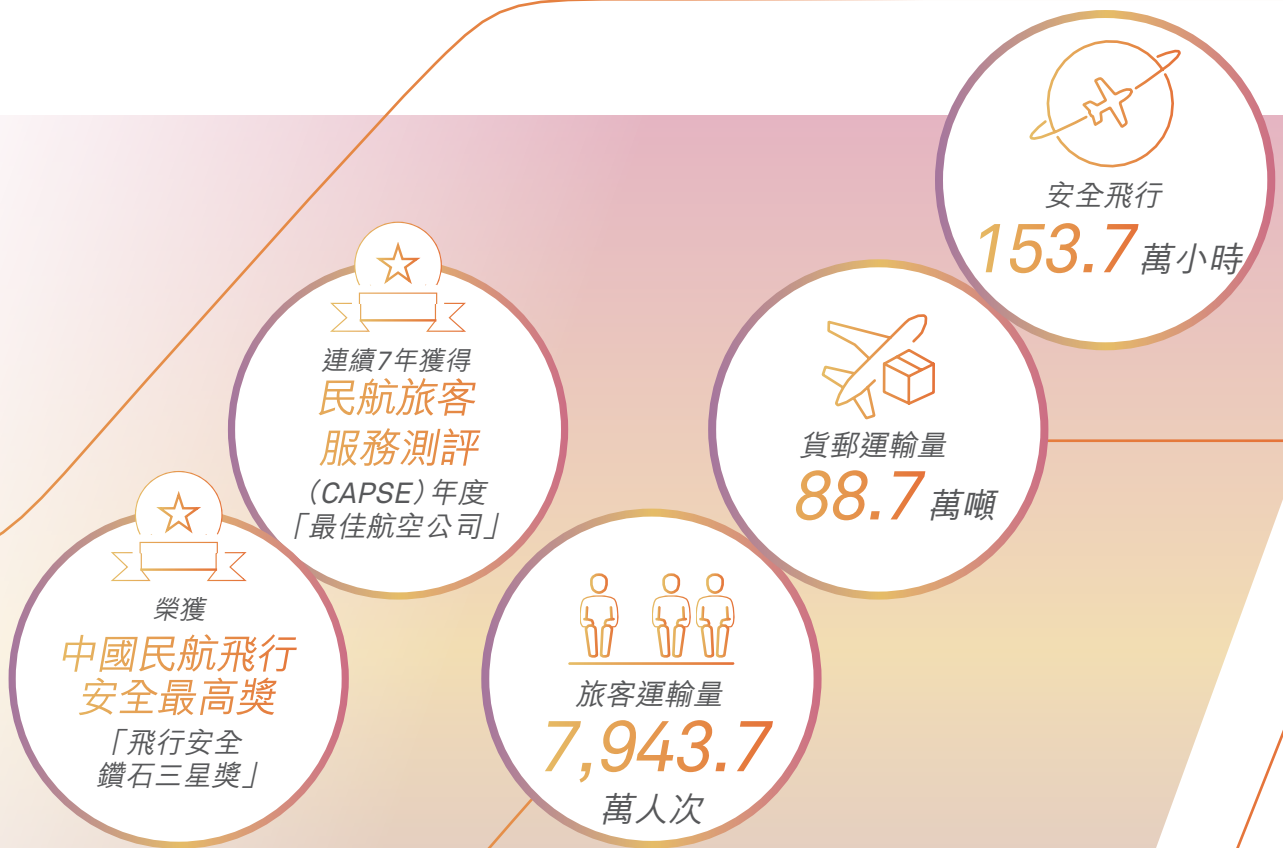 安全飛行
153.7 萬小時
連續7年獲得
民航旅客
服務測評
（CAPSE）年度
「最佳航空公司」
貨郵運輸量
88.7 萬噸
榮獲
中國民航飛行
安全最高獎
「飛行安全
鑽石三星獎」
旅客運輸量
7,943.7
萬人次